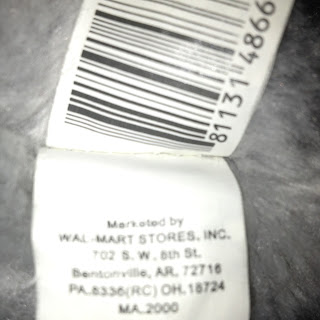 81131 4866
Marketed by
WAL-MART STORES, INC.
702 S. W. 8th St.
Bentonville, AR, 72716
PA.8336(RC) OH.18724
MA.2000